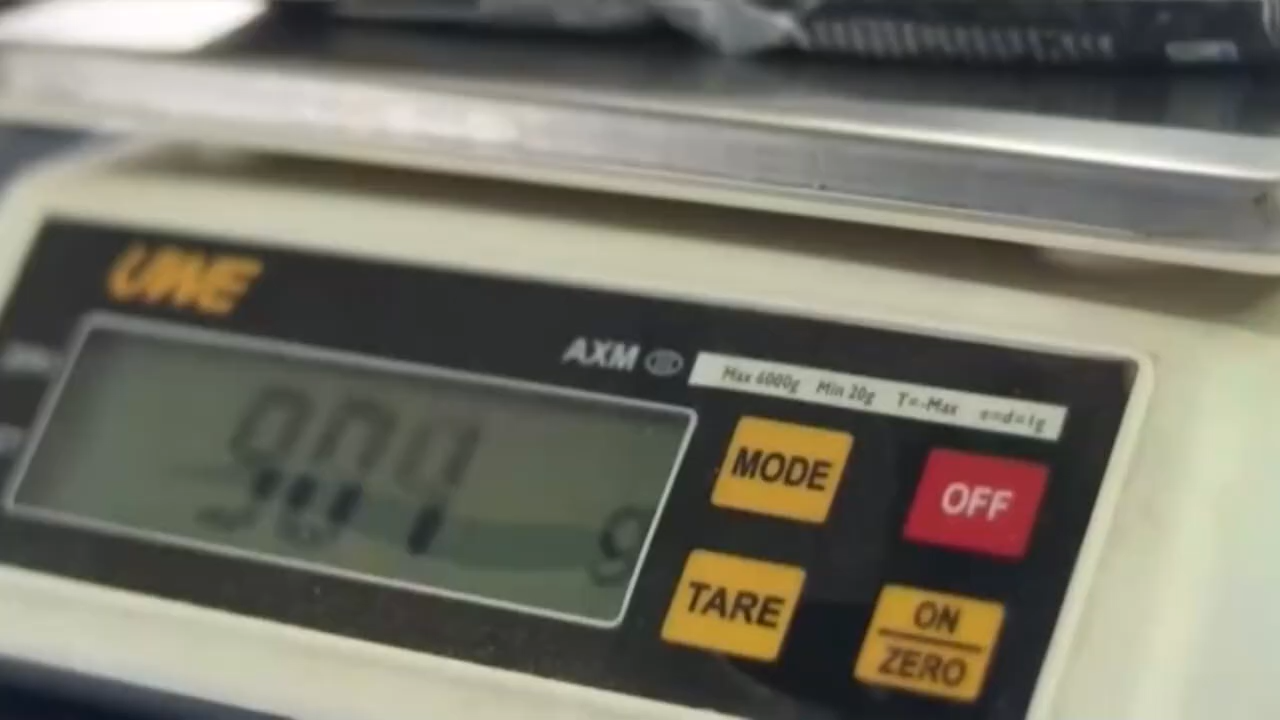 UWE
AXM
Max 6000g Min 20g T=-Max e=d=1g
MODE
OFF
TARE
ON
ZERO
g